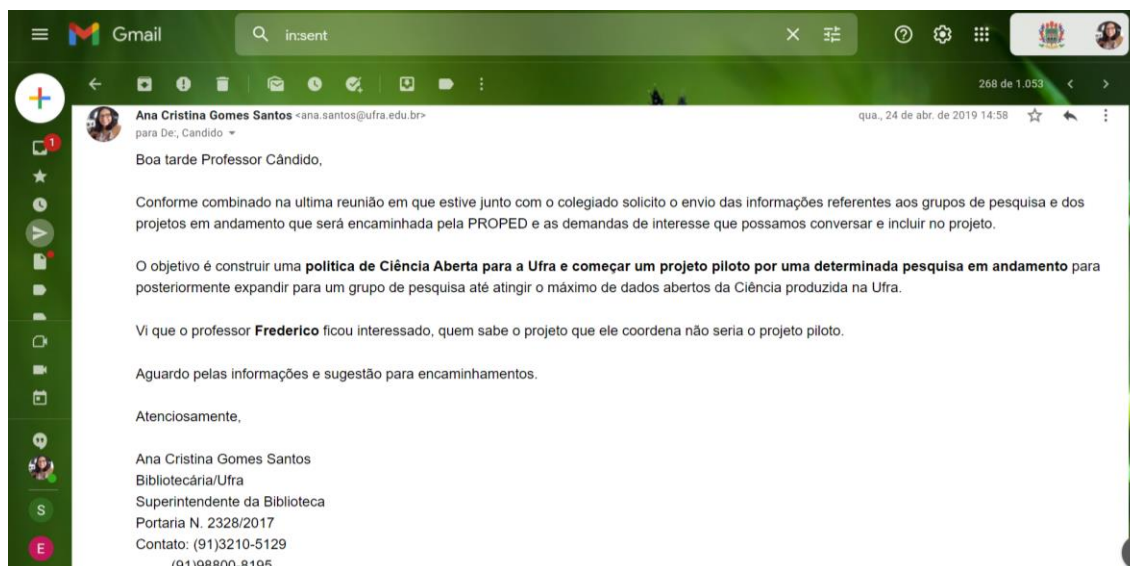 Gmail
in:sent
268 de 1.053
Ana Cristina Gomes Santos <ana.santos@ufra.edu.br>
qua., 24 de abr. de 2019 14:58
para De:, Candido
1
Boa tarde Professor Cândido,
Conforme combinado na ultima reunião em que estive junto com o colegiado solicito o envio das informações referentes aos grupos de pesquisa e dos
projetos em andamento que será encaminhada pela PROPED e as demandas de interesse que possamos conversar e incluir no projeto.
O objetivo é construir uma politica de Ciência Aberta para a Ufra e começar um projeto piloto por uma determinada pesquisa em andamento para
posteriormente expandir para um grupo de pesquisa até atingir o máximo de dados abertos da Ciência produzida na Ufra.
Vi que o professor Frederico ficou interessado, quem sabe o projeto que ele coordena não seria o projeto piloto.
Aguardo pelas informações e sugestão para encaminhamentos.
Atenciosamente,
Ana Cristina Gomes Santos
Bibliotecária/Ufra
Superintendente da Biblioteca
Portaria N. 2328/2017
Contato: (91)3210-5129
(91)98800-8195
S
E